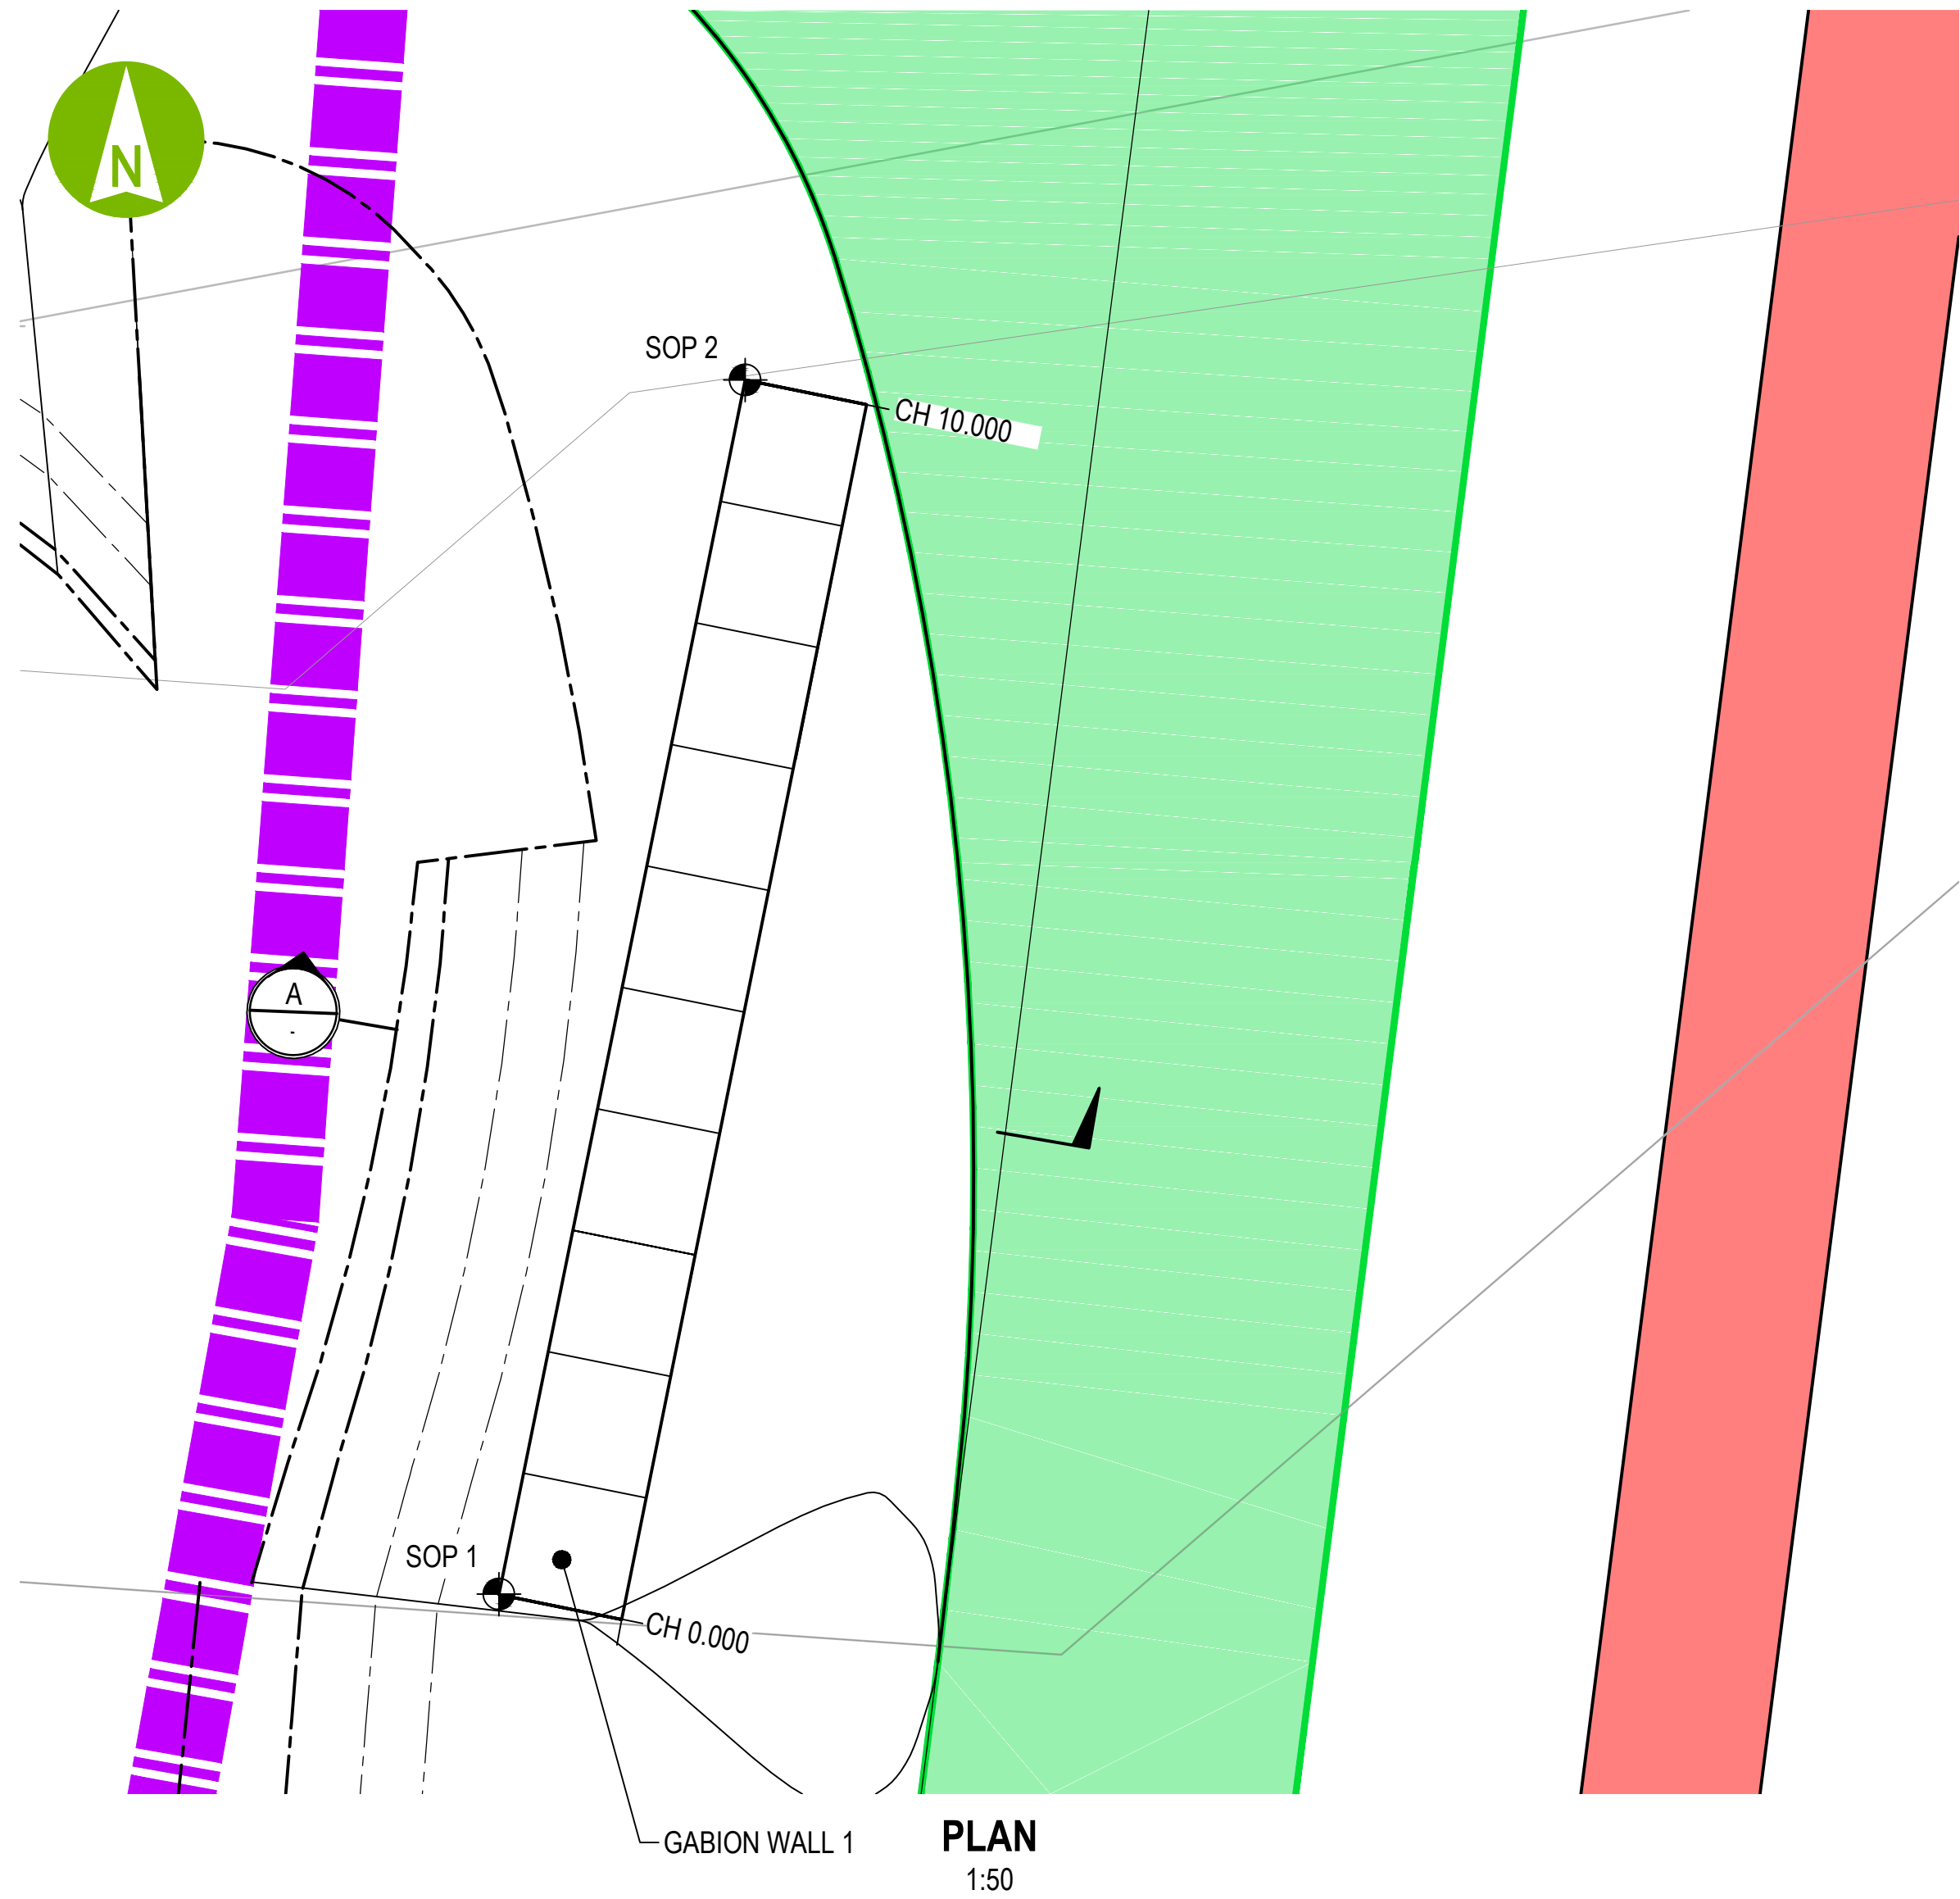 N
SOP 2
CH 10.000
A
-
SOP 1
CH 0.000
GABION WALL 1
PLAN
1:50